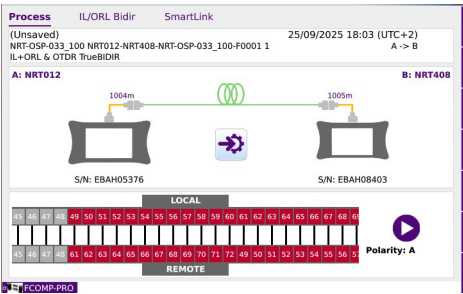 Process IL/ORL Bidir SmartLink
(Unsaved) 25/09/2025 18:03 (UTC+2)
NRT-OSP-033_100 NRT012-NRT408-NRT-OSP-033_100-F0001 1 A -> B
IL+ORL & OTDR TrueBIDIR
A: NRT012 B: NRT408
1004m 1005m
S/N: EBAH05376 S/N: EBAH08403
LOCAL
45 46 47 48 49 50 51 52 53 54 55 56 57 58 59 60 61 62 63 64 65 66 67 68 69
45 46 47 48 61 62 63 64 65 66 67 68 69 70 71 72 49 50 51 52 53 54 55 56 57
Polarity: A
REMOTE
FCOMP-PRO